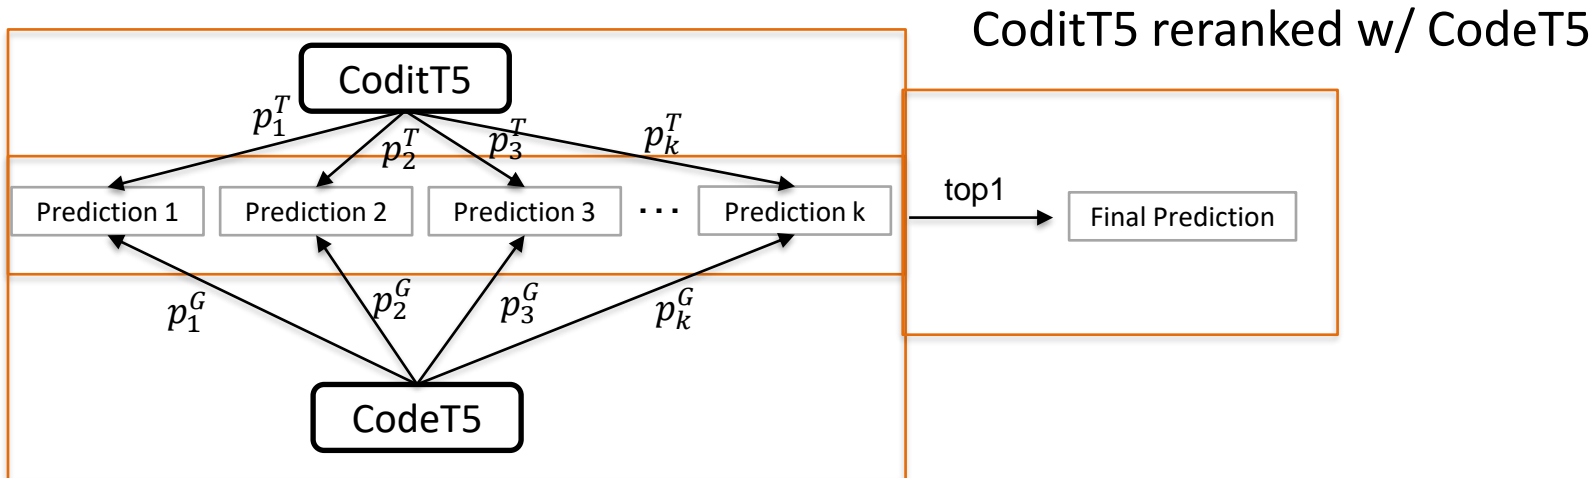 CoditT5 reranked w/ CodeT5
CoditT5
p_1^T p_2^T p_3^T p_k^T
Prediction 1 Prediction 2 Prediction 3 ··· Prediction k
top1
Final Prediction
p_1^G p_2^G p_3^G p_k^G
CodeT5